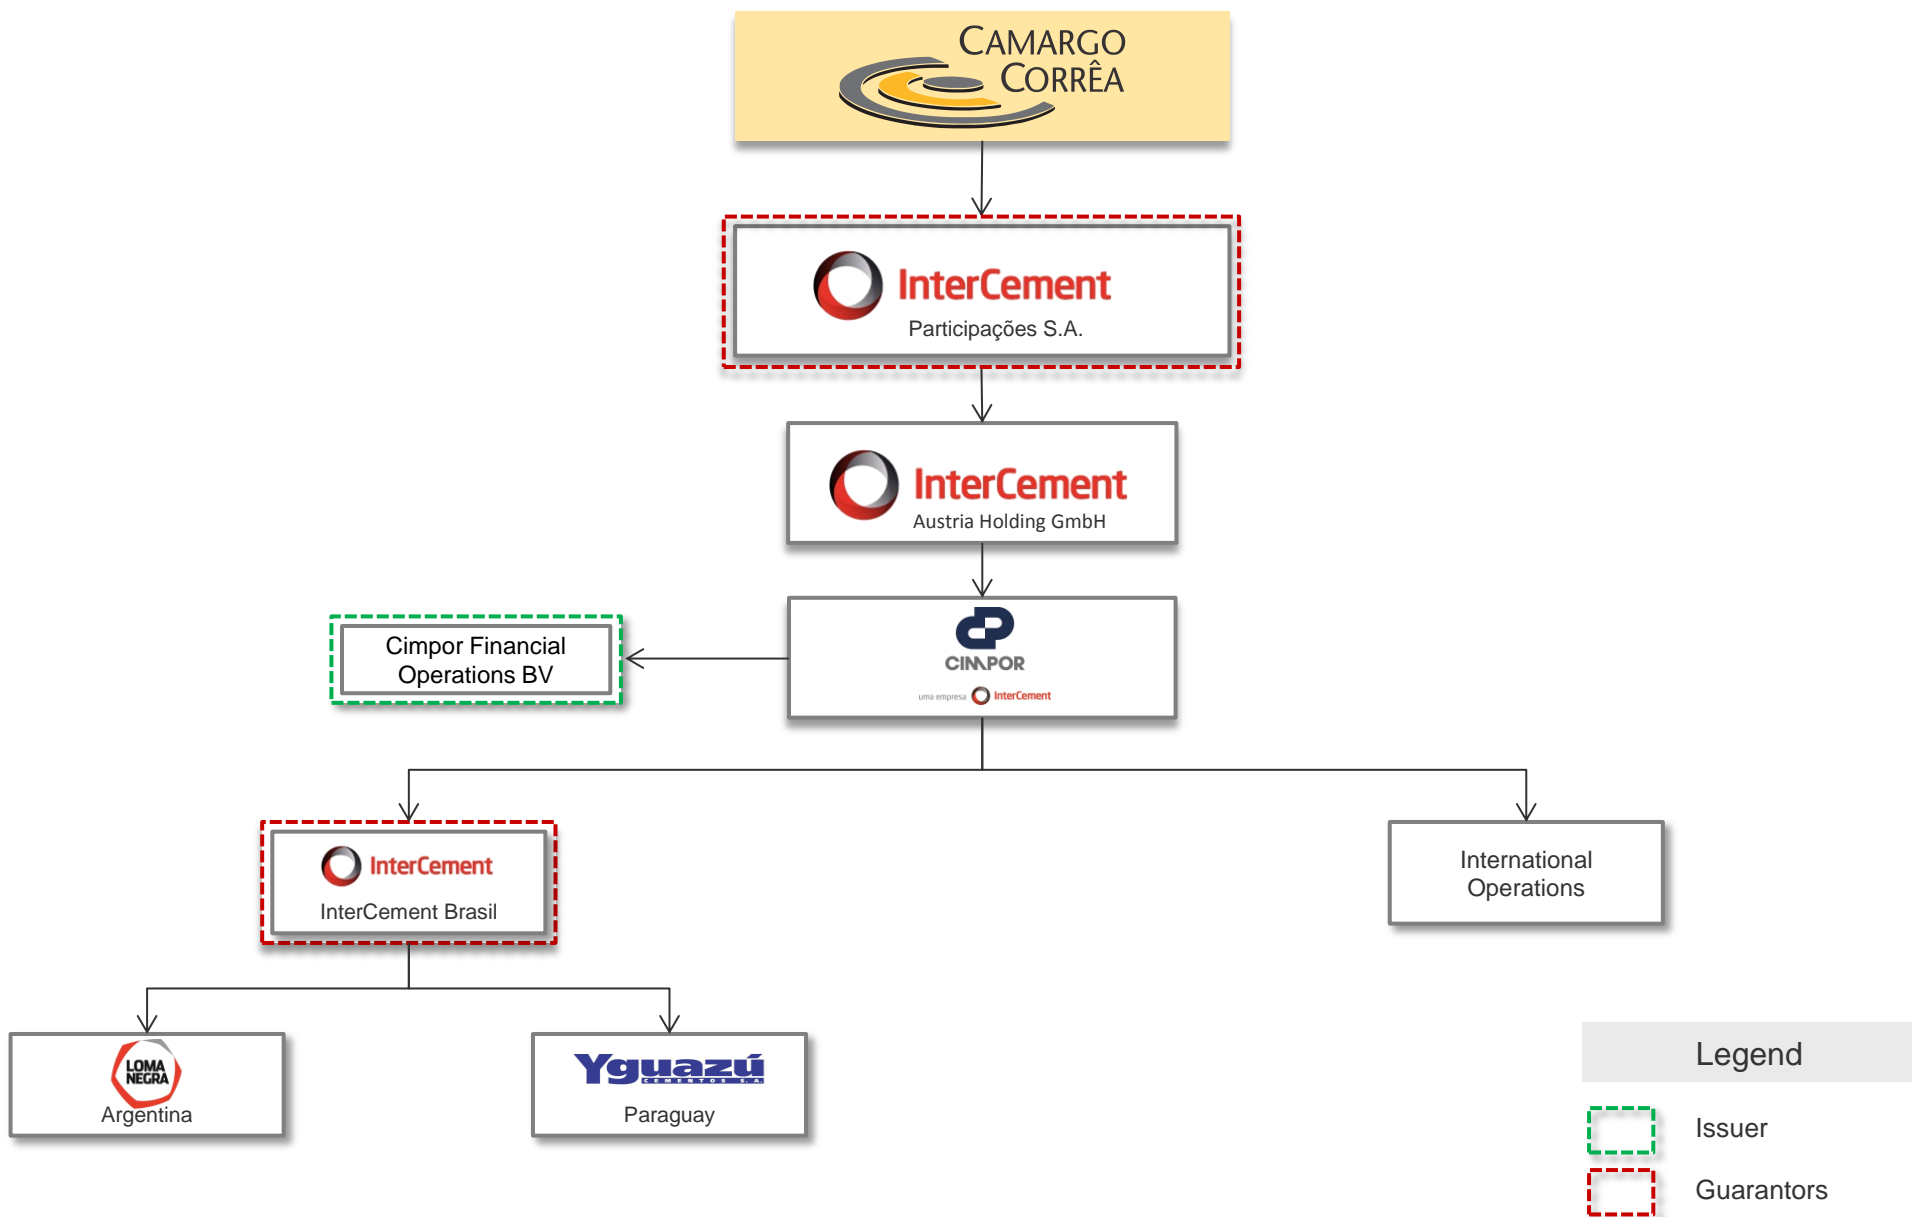 CAMARGO
CORRÊA
InterCement
Participações S.A.
InterCement
Austria Holding GmbH
Cimpor Financial
Operations BV
CIMPOR
uma empresa InterCement
InterCement
InterCement Brasil
International
Operations
LOMA
NEGRA
Argentina
Yguazú
CEMENTOS S.A.
Paraguay
Legend
Issuer
Guarantors